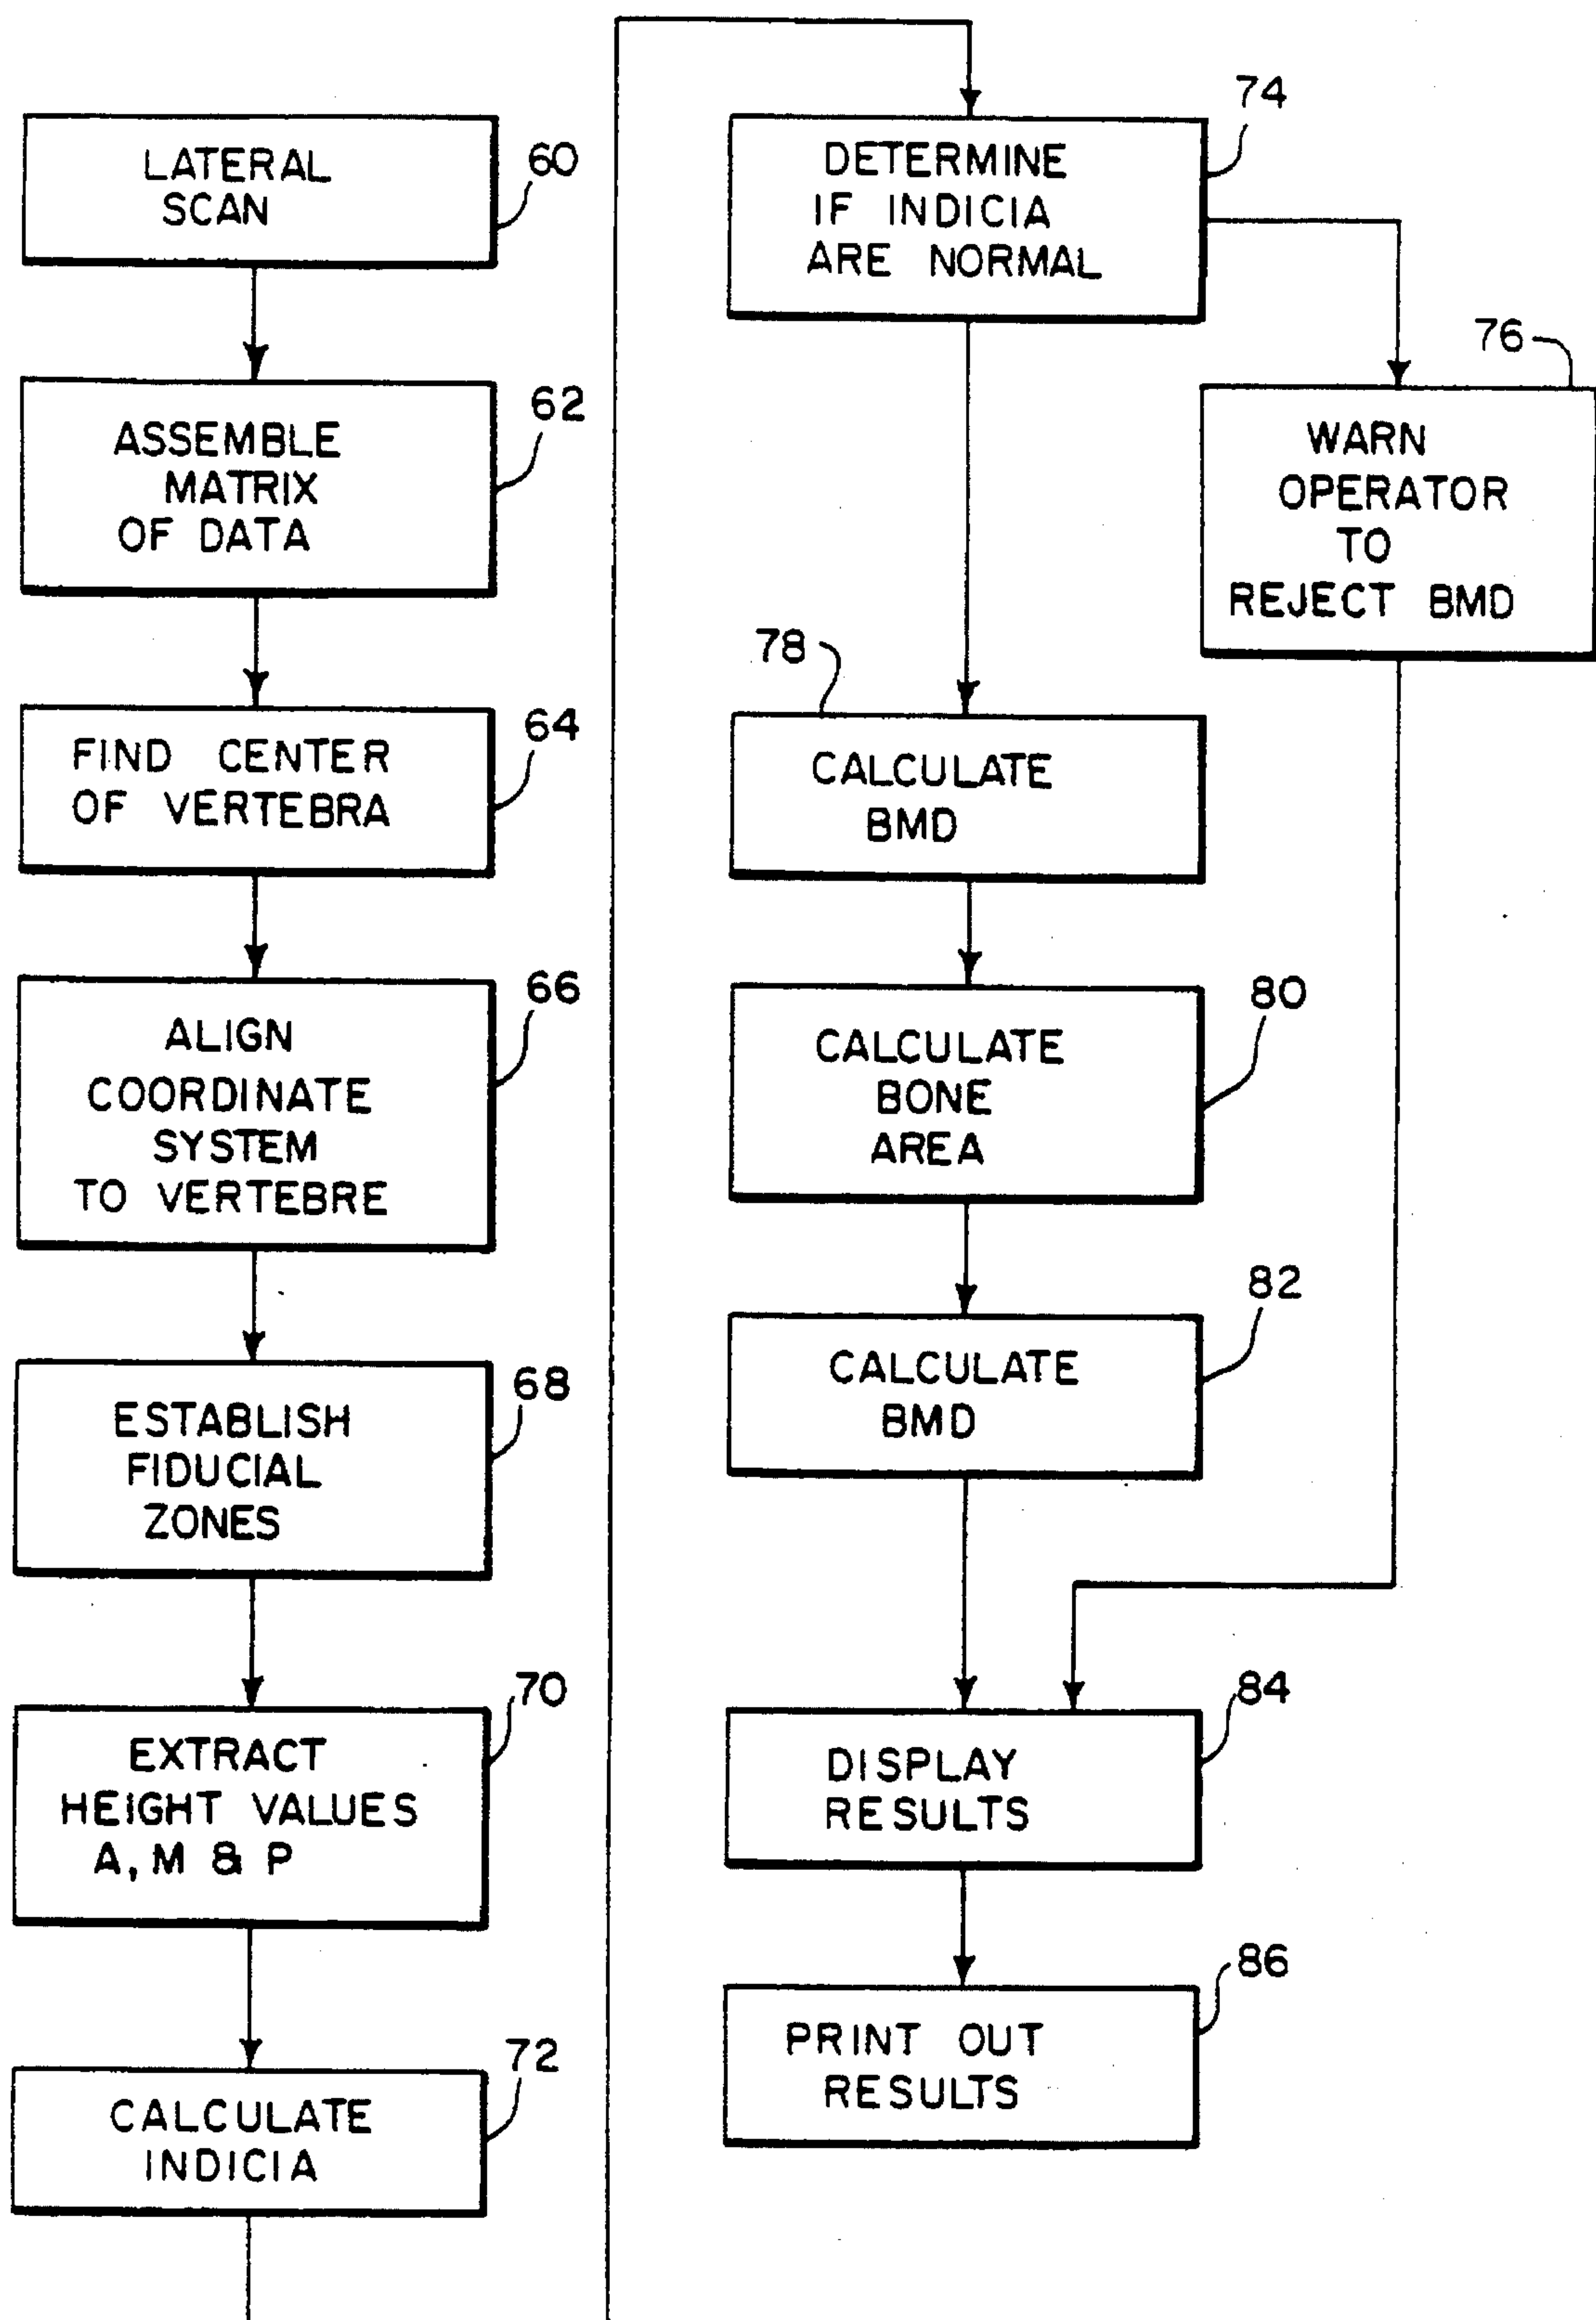 LATERAL
SCAN
60
ASSEMBLE
MATRIX
OF DATA
62
FIND CENTER
OF VERTEBRA
64
ALIGN
COORDINATE
SYSTEM
TO VERTEBRE
66
ESTABLISH
FIDUCIAL
ZONES
68
EXTRACT
HEIGHT VALUES
A, M & P
70
CALCULATE
INDICIA
72
DETERMINE
IF INDICIA
ARE NORMAL
74
WARN
OPERATOR
TO
REJECT BMD
76
CALCULATE
BMD
78
CALCULATE
BONE
AREA
80
CALCULATE
BMD
82
DISPLAY
RESULTS
84
PRINT OUT
RESULTS
86